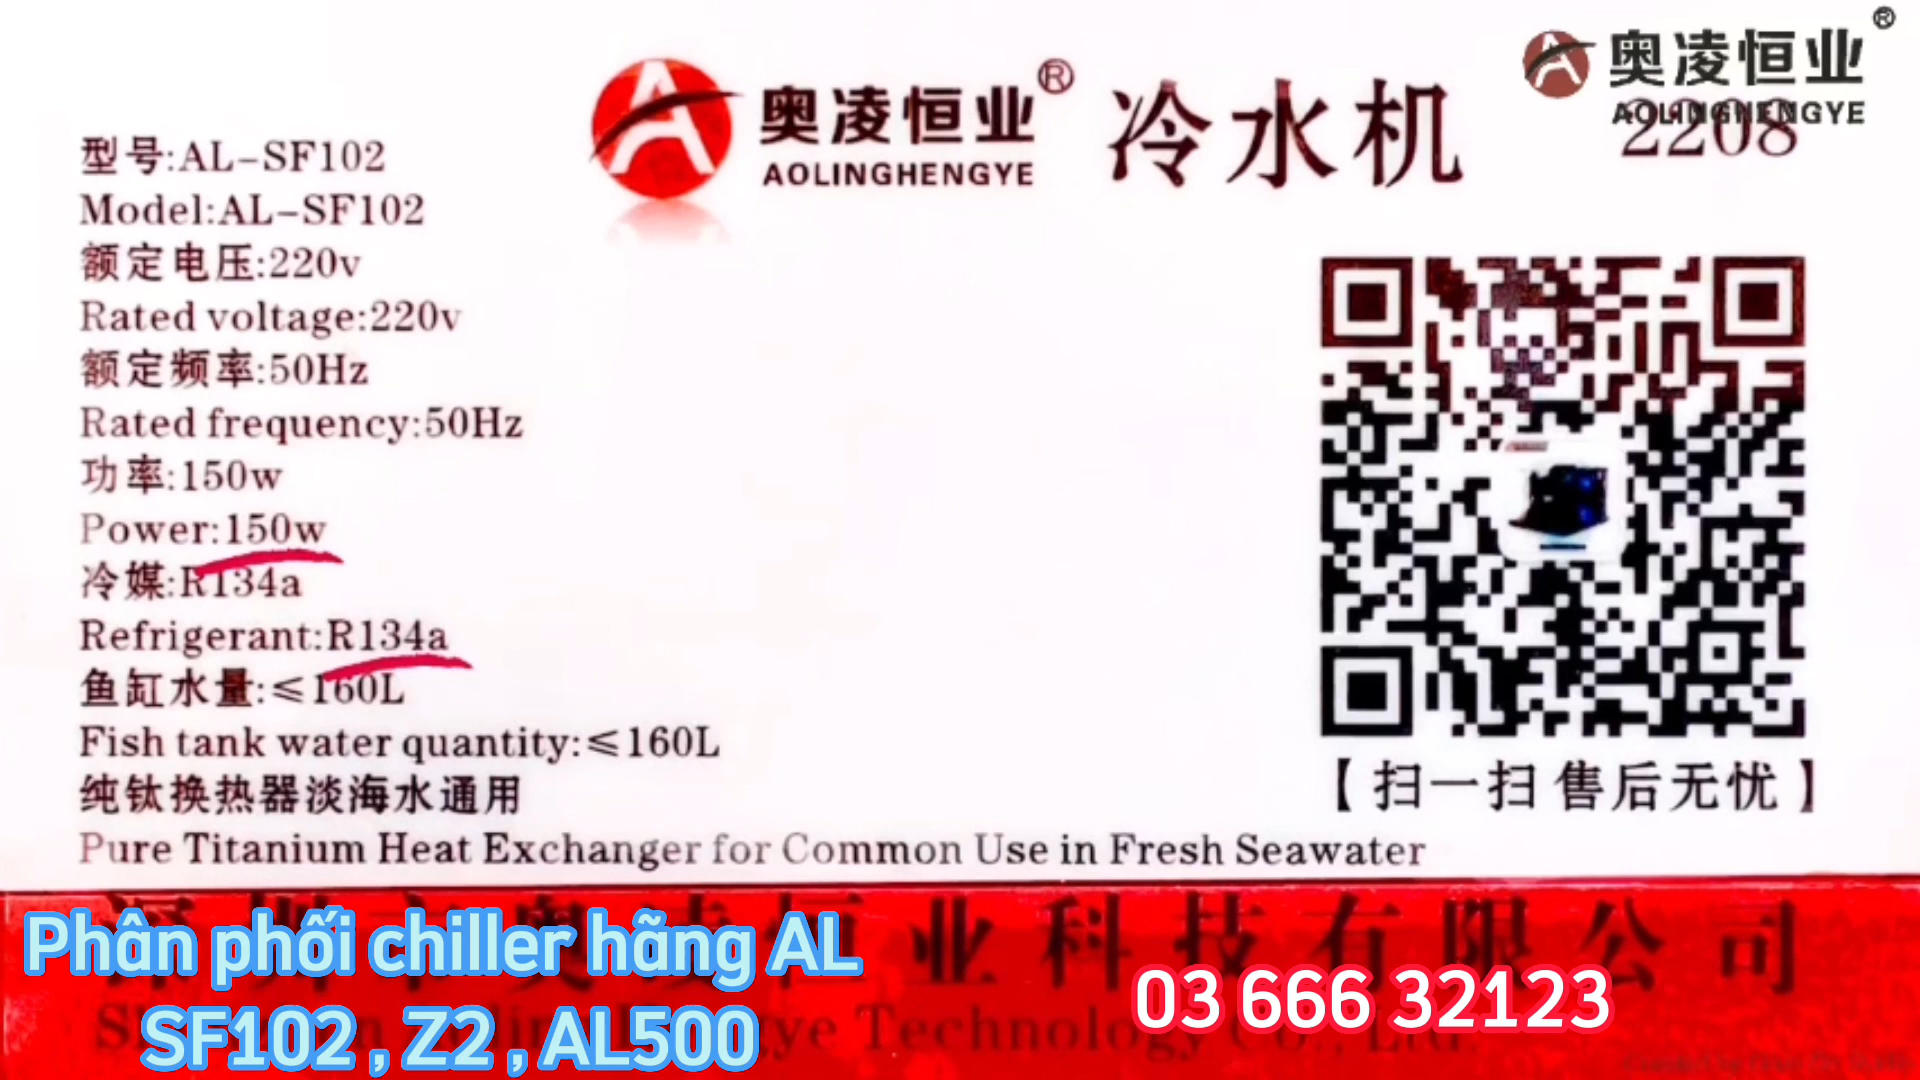 奥凌恒业®
AOLINGHENGYE
奥凌恒业® 冷水机
AOLINGHENGYE
2208
型号:AL-SF102
Model:AL-SF102
额定电压:220v
Rated voltage:220v
额定频率:50Hz
Rated frequency:50Hz
功率:150w
Power:150w
冷媒:R134a
Refrigerant:R134a
鱼缸水量:≤160L
Fish tank water quantity:≤160L
纯钛换热器淡海水通用
Pure Titanium Heat Exchanger for Common Use in Fresh Seawater
【扫一扫 售后无忧】
恒业科技有限公司
Technology Co., Ltd.
Phân phối chiller hãng AL
SF102 , Z2 , AL500
03 666 32123